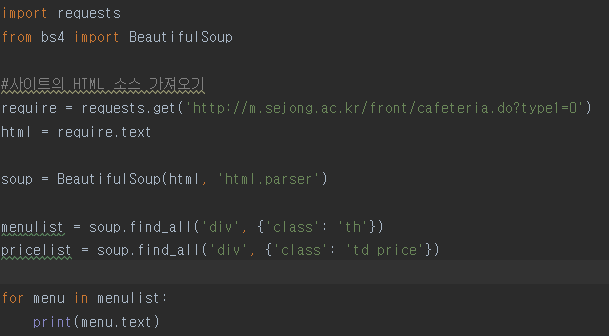 import requests
from bs4 import BeautifulSoup
#사이트의 HTML 소스 가져오기
require = requests.get('http://m.sejong.ac.kr/front/cafeteria.do?type1=0')
html = require.text
soup = BeautifulSoup(html, 'html.parser')
menulist = soup.find_all('div', {'class': 'th'})
pricelist = soup.find_all('div', {'class': 'td price'})
for menu in menulist:
    print(menu.text)